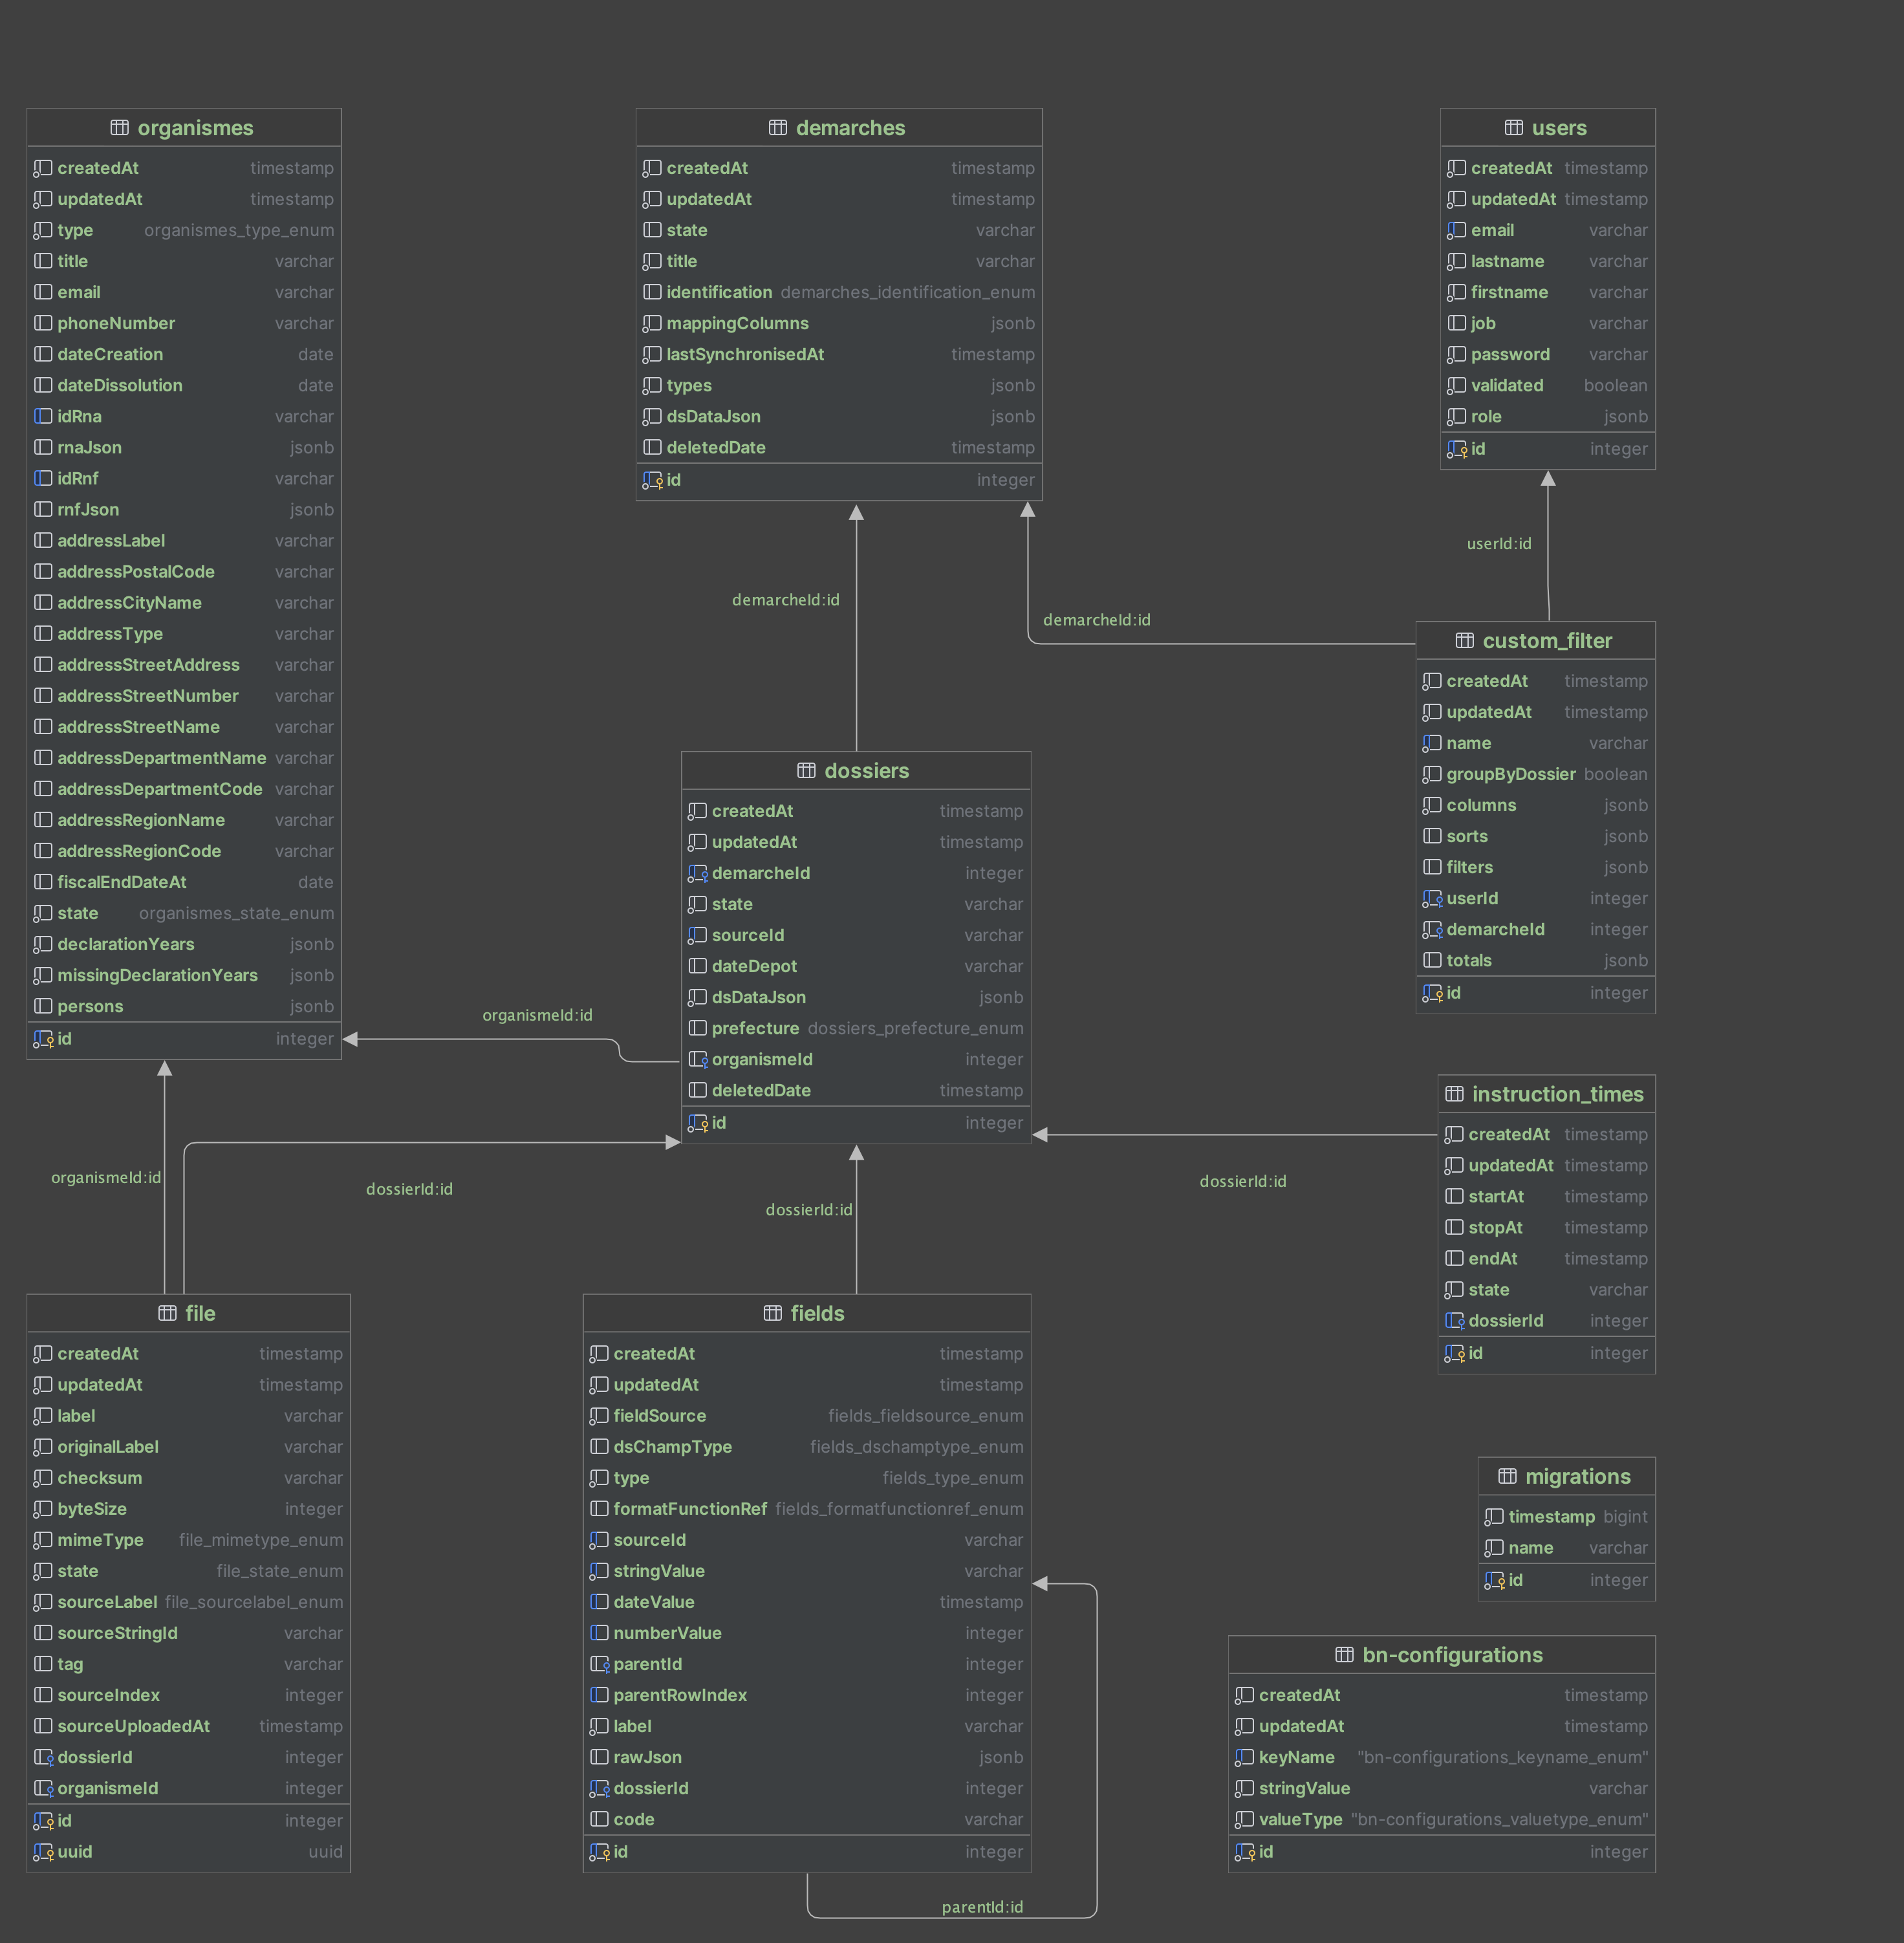 organismes
createdAt timestamp
updatedAt timestamp
type organismes_type_enum
title varchar
email varchar
phoneNumber varchar
dateCreation date
dateDissolution date
idRna varchar
rnaJson jsonb
idRnf varchar
rnfJson jsonb
addressLabel varchar
addressPostalCode varchar
addressCityName varchar
addressType varchar
addressStreetAddress varchar
addressStreetNumber varchar
addressStreetName varchar
addressDepartmentName varchar
addressDepartmentCode varchar
addressRegionName varchar
addressRegionCode varchar
fiscalEndDateAt date
state organismes_state_enum
declarationYears jsonb
missingDeclarationYears jsonb
persons jsonb
id integer
demarches
createdAt timestamp
updatedAt timestamp
state varchar
title varchar
identification demarches_identification_enum
mappingColumns jsonb
lastSynchronisedAt timestamp
types jsonb
dsDataJson jsonb
deletedDate timestamp
id integer
users
createdAt timestamp
updatedAt timestamp
email varchar
lastname varchar
firstname varchar
job varchar
password varchar
validated boolean
role jsonb
id integer
userId:id
demarcheId:id
demarcheId:id
custom_filter
createdAt timestamp
updatedAt timestamp
name varchar
groupByDossier boolean
columns jsonb
sorts jsonb
filters jsonb
userId integer
demarcheId integer
totals jsonb
id integer
dossiers
createdAt timestamp
updatedAt timestamp
demarcheId integer
state varchar
sourceId varchar
dateDepot varchar
dsDataJson jsonb
prefecture dossiers_prefecture_enum
organismeId integer
deletedDate timestamp
id integer
organismeId:id
instruction_times
createdAt timestamp
updatedAt timestamp
startAt timestamp
stopAt timestamp
endAt timestamp
state varchar
dossierId integer
id integer
organismeId:id
dossierId:id
dossierId:id
dossierId:id
file
createdAt timestamp
updatedAt timestamp
label varchar
originalLabel varchar
checksum varchar
byteSize integer
mimeType file_mimetype_enum
state file_state_enum
sourceLabel file_sourcelabel_enum
sourceStringId varchar
tag varchar
sourceIndex integer
sourceUploadedAt timestamp
dossierId integer
organismeId integer
id integer
uuid uuid
fields
createdAt timestamp
updatedAt timestamp
fieldSource fields_fieldsource_enum
dsChampType fields_dschamptype_enum
type fields_type_enum
formatFunctionRef fields_formatfunctionref_enum
sourceId varchar
stringValue varchar
dateValue timestamp
numberValue integer
parentId integer
parentRowIndex integer
label varchar
rawJson jsonb
dossierId integer
code varchar
id integer
parentId:id
migrations
timestamp bigint
name varchar
id integer
bn-configurations
createdAt timestamp
updatedAt timestamp
keyName "bn-configurations_keyname_enum"
stringValue varchar
valueType "bn-configurations_valuetype_enum"
id integer